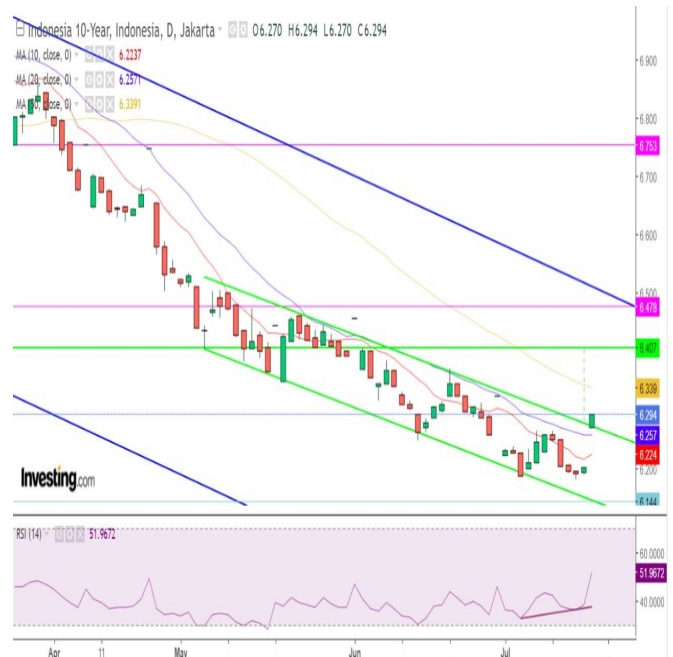 Indonesia 10-Year, Indonesia, D, Jakarta O6.270 H6.294 L6.270 C6.294
MA (10, close, 0) 6.2237
MA (20, close, 0) 6.2571
MA ( 0, close, 0) 6.3391
6.900
6.800
6.753
6.700
6.600
6.500
6.478
6.407
6.339
6.294
6.257
6.224
6.200
6.144
Investing.com
RSI (14) 51.9672
60.0000
51.9672
40.0000
Apr 11 May Jun Jul